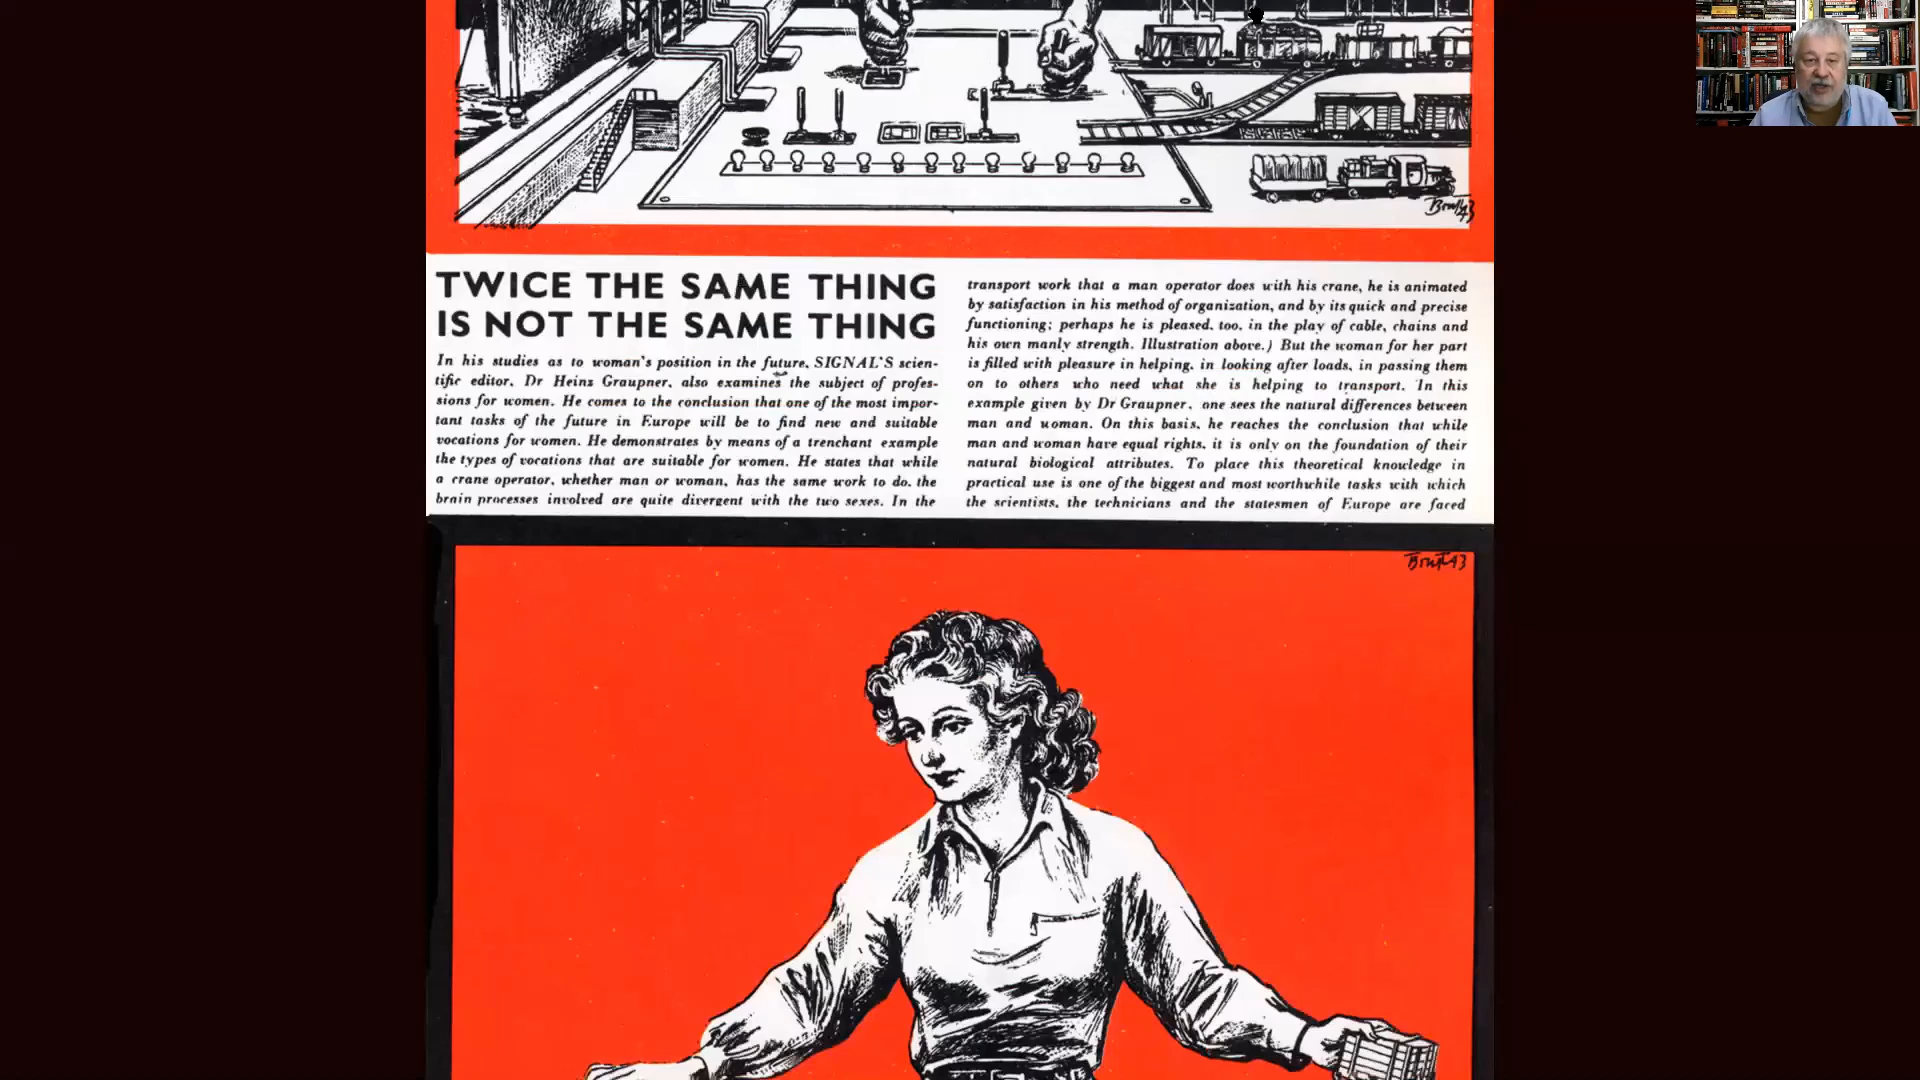 TWICE THE SAME THING
IS NOT THE SAME THING
In his studies as to woman's position in the future, SIGNAL'S scien-
tific editor, Dr Heinz Graupner, also examines the subject of profes-
sions for women. He comes to the conclusion that one of the most impor-
tant tasks of the future in Europe will be to find new and suitable
vocations for women. He demonstrates by means of a trenchant example
the types of vocations that are suitable for women. He states that while
a crane operator, whether man or woman, has the same work to do, the
brain processes involved are quite divergent with the two sexes. In the
transport work that a man operator does with his crane, he is animated
by satisfaction in his method of organization, and by its quick and precise
functioning; perhaps he is pleased, too, in the play of cable, chains and
his own manly strength. Illustration above.) But the woman for her part
is filled with pleasure in helping, in looking after loads, in passing them
on to others who need what she is helping to transport. In this
example given by Dr Graupner, one sees the natural differences between
man and woman. On this basis, he reaches the conclusion that while
man and woman have equal rights, it is only on the foundation of their
natural biological attributes. To place this theoretical knowledge in
practical use is one of the biggest and most worthwhile tasks with which
the scientists, the technicians and the statesmen of Europe are faced